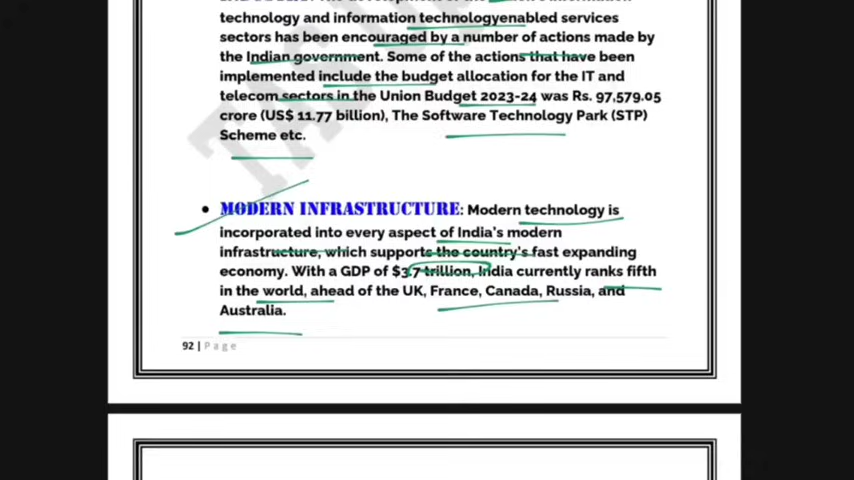 technology and information technologyenabled services
sectors has been encouraged by a number of actions made by
the Indian government. Some of the actions that have been
implemented include the budget allocation for the IT and
telecom sectors in the Union Budget 2023-24 was Rs. 97,579.05
crore (US$ 11.77 billion), The Software Technology Park (STP)
Scheme etc.
• MODERN INFRASTRUCTURE: Modern technology is
incorporated into every aspect of India's modern
infrastructure, which supports the country's fast expanding
economy. With a GDP of $3.7 trillion, India currently ranks fifth
in the world, ahead of the UK, France, Canada, Russia, and
Australia.
92 | Page